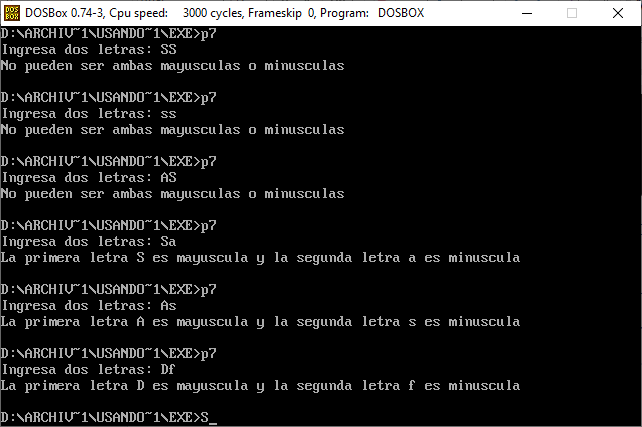 DOSBox 0.74-3, Cpu speed: 3000 cycles, Frameskip 0, Program: DOSBOX
D:\ARCHIV~1\USANDO~1\EXE>p7
Ingresa dos letras: SS
No pueden ser ambas mayusculas o minusculas
D:\ARCHIV~1\USANDO~1\EXE>p7
Ingresa dos letras: ss
No pueden ser ambas mayusculas o minusculas
D:\ARCHIV~1\USANDO~1\EXE>p7
Ingresa dos letras: AS
No pueden ser ambas mayusculas o minusculas
D:\ARCHIV~1\USANDO~1\EXE>p7
Ingresa dos letras: Sa
La primera letra S es mayuscula y la segunda letra a es minuscula
D:\ARCHIV~1\USANDO~1\EXE>p7
Ingresa dos letras: As
La primera letra A es mayuscula y la segunda letra s es minuscula
D:\ARCHIV~1\USANDO~1\EXE>p7
Ingresa dos letras: Df
La primera letra D es mayuscula y la segunda letra f es minuscula
D:\ARCHIV~1\USANDO~1\EXE>S_